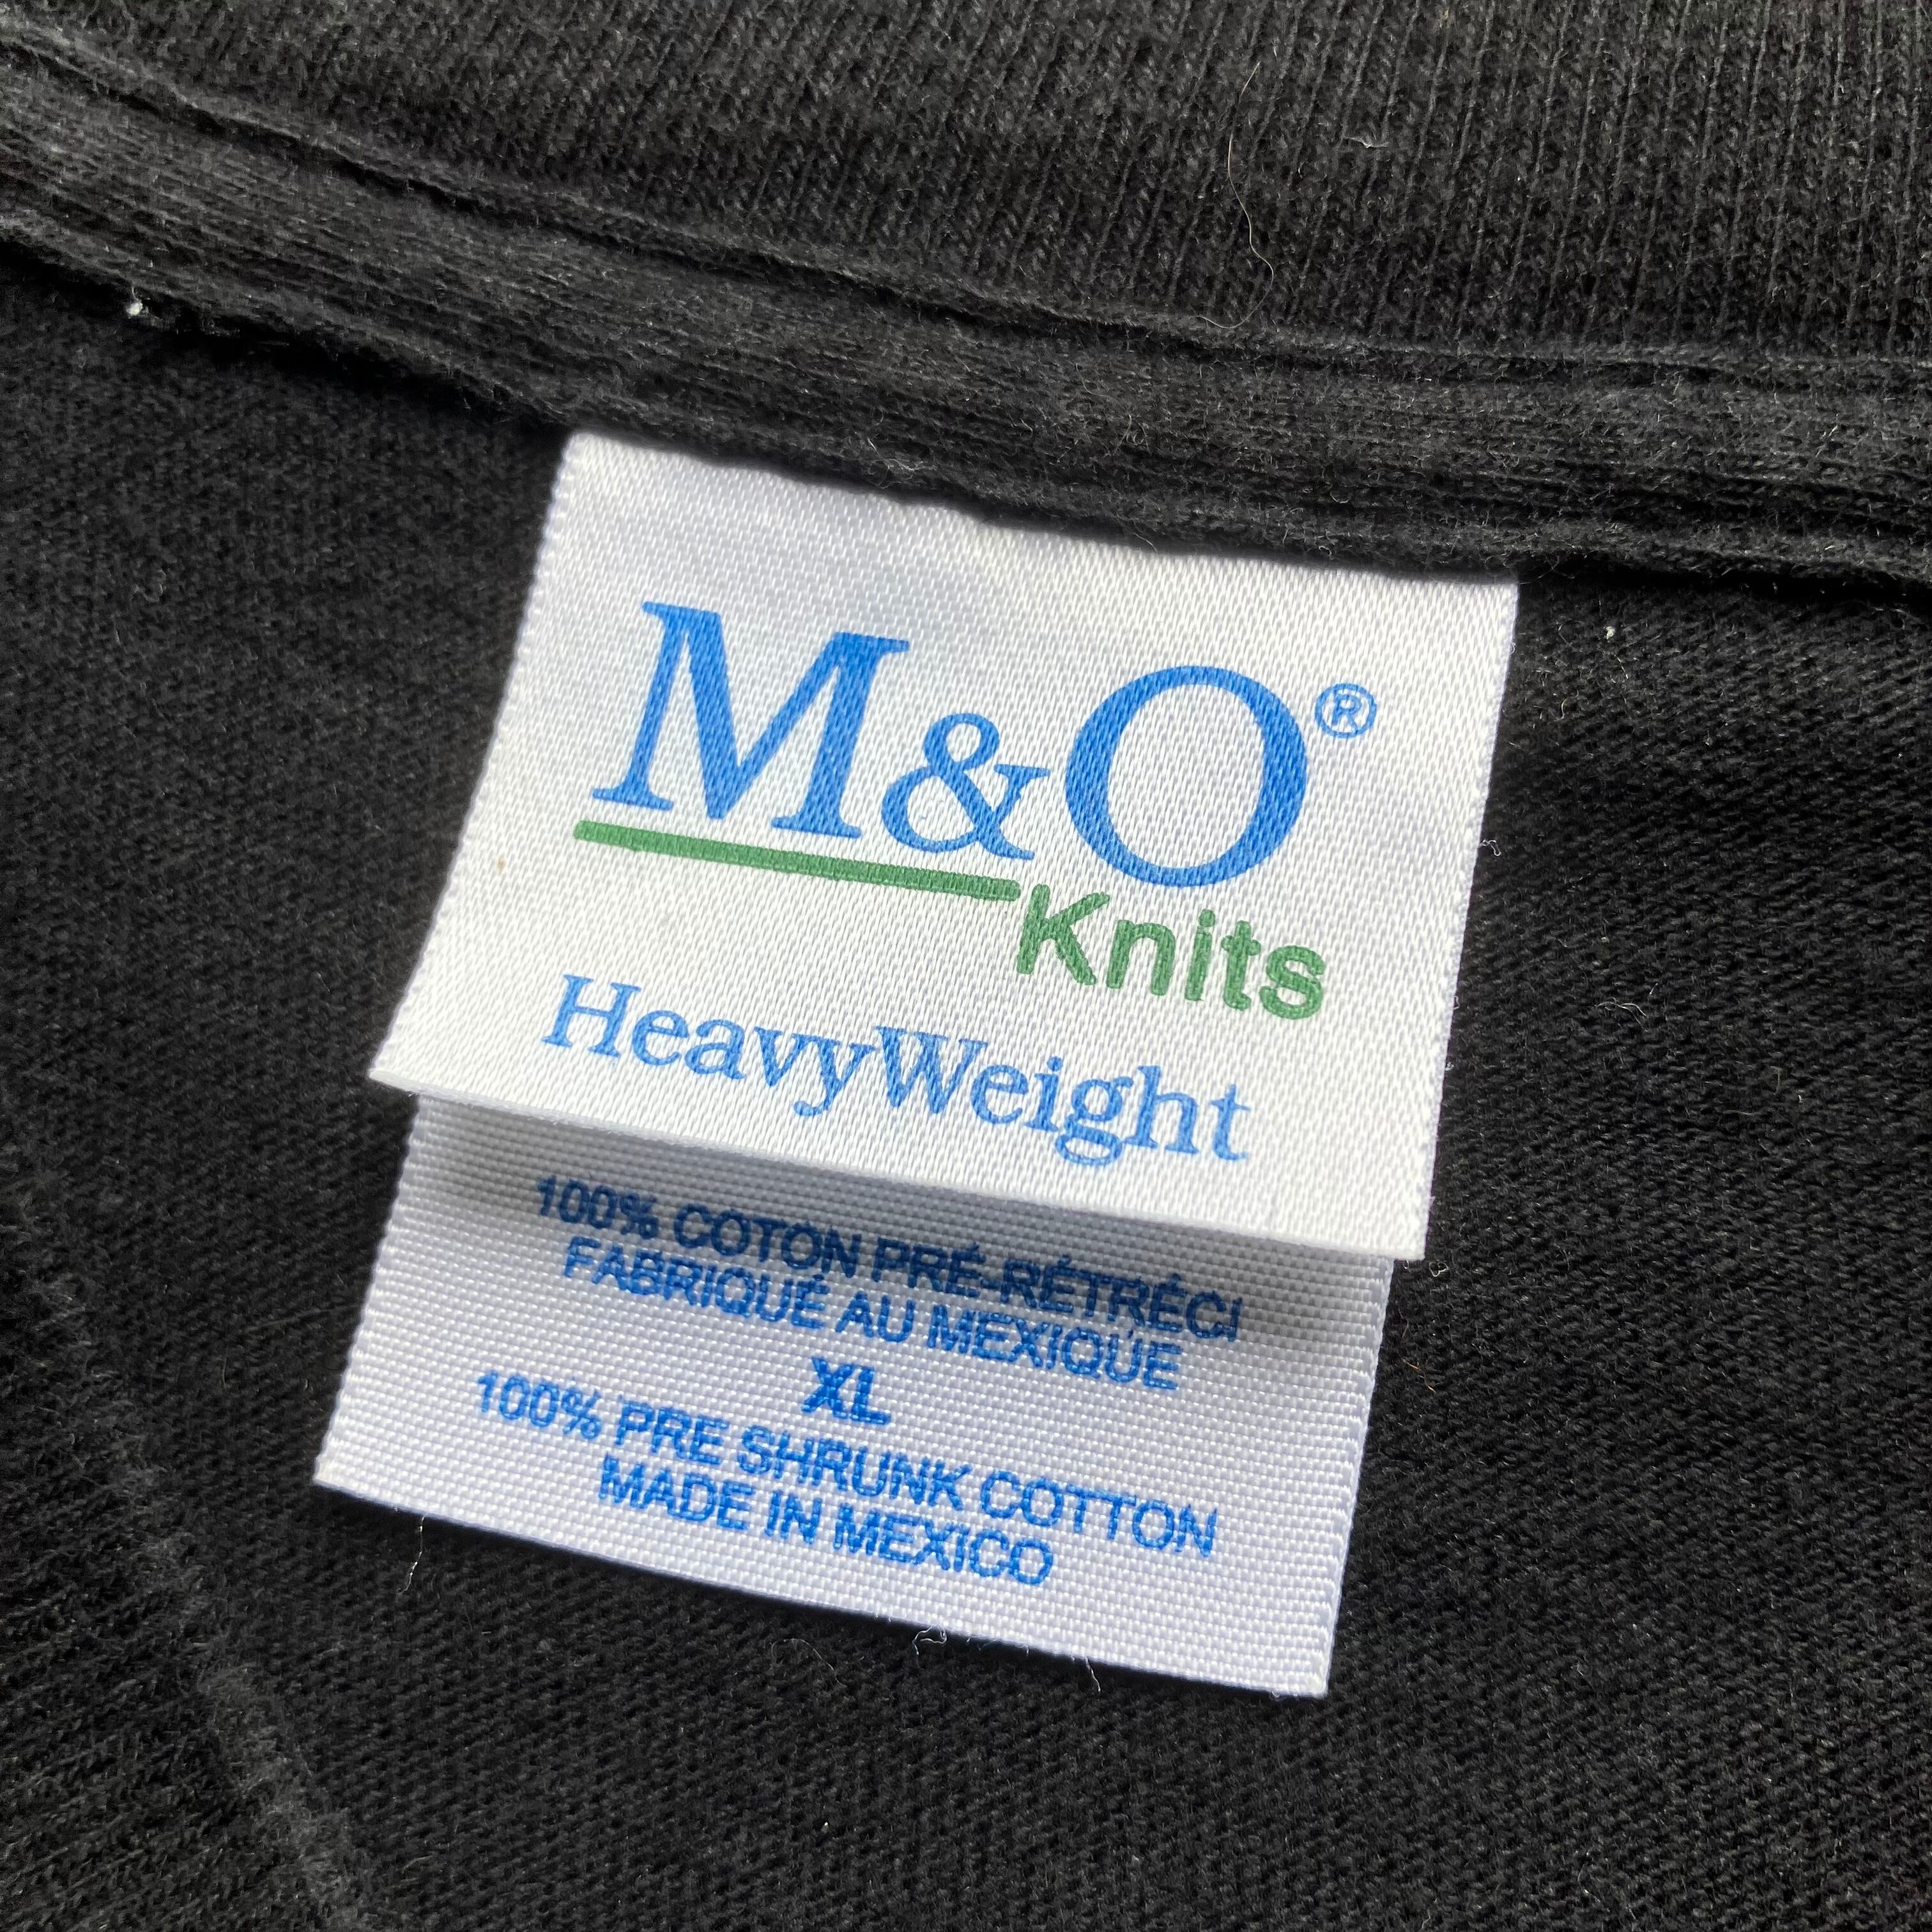 M&O®
Knits
HeavyWeight
100% COTON PRÉ-RÉTRÉCI
FABRIQUÉ AU MEXIQUE
XL
100% PRE SHRUNK COTTON
MADE IN MEXICO